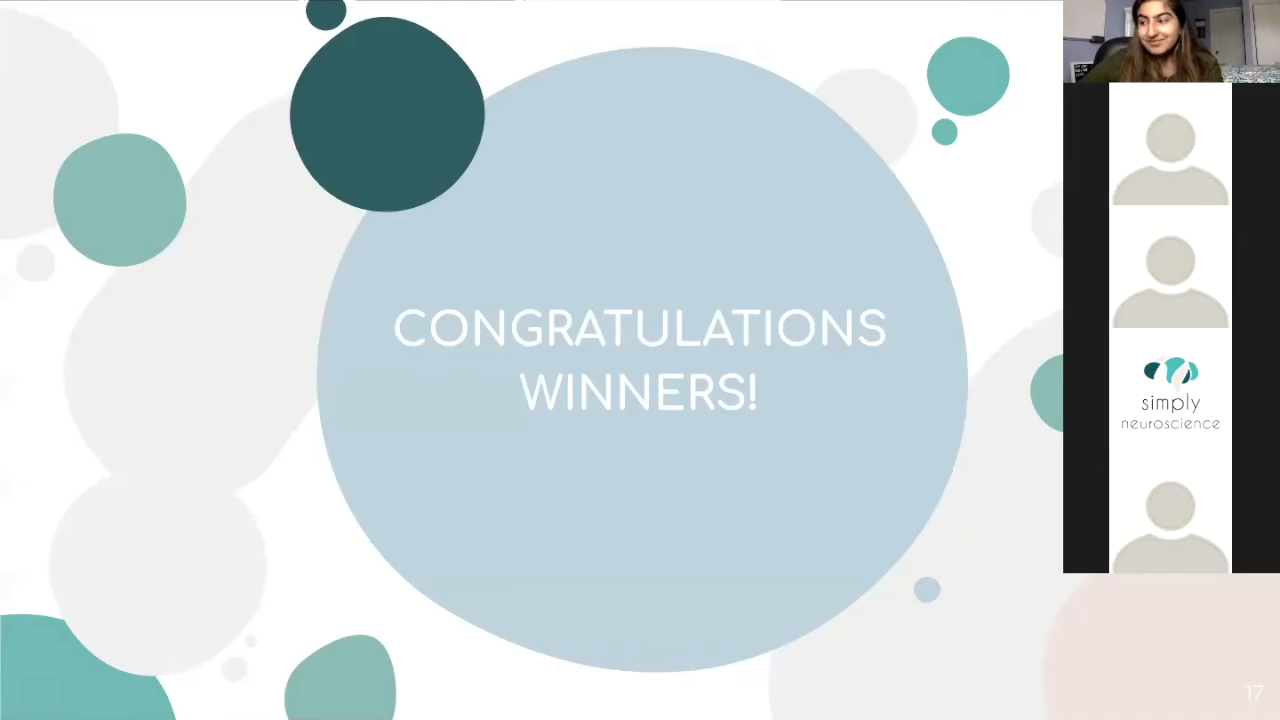 CONGRATULATIONS
WINNERS!
simply
neuroscience
17